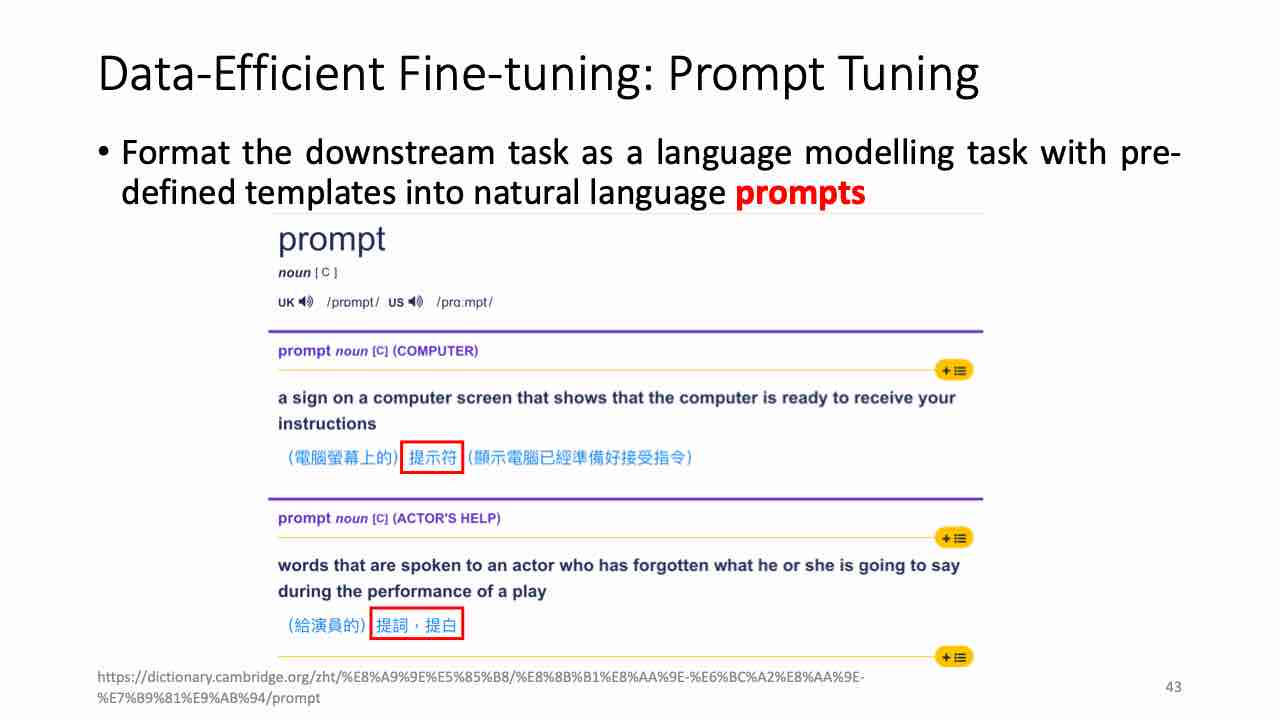 Data-Efficient Fine-tuning: Prompt Tuning
• Format the downstream task as a language modelling task with pre-
defined templates into natural language prompts
prompt
noun [ C ]
UK /prɒmpt/ US /prɑːmpt/
prompt noun [C] (COMPUTER)
a sign on a computer screen that shows that the computer is ready to receive your
instructions
（電腦螢幕上的）提示符（顯示電腦已經準備好接受指令）
prompt noun [C] (ACTOR'S HELP)
words that are spoken to an actor who has forgotten what he or she is going to say
during the performance of a play
（給演員的）提詞，提白
https://dictionary.cambridge.org/zht/%E8%A9%9E%E5%85%B8/%E8%8B%B1%E8%AA%9E-%E6%BC%A2%E8%AA%9E-
%E7%B9%81%E9%AB%94/prompt
43